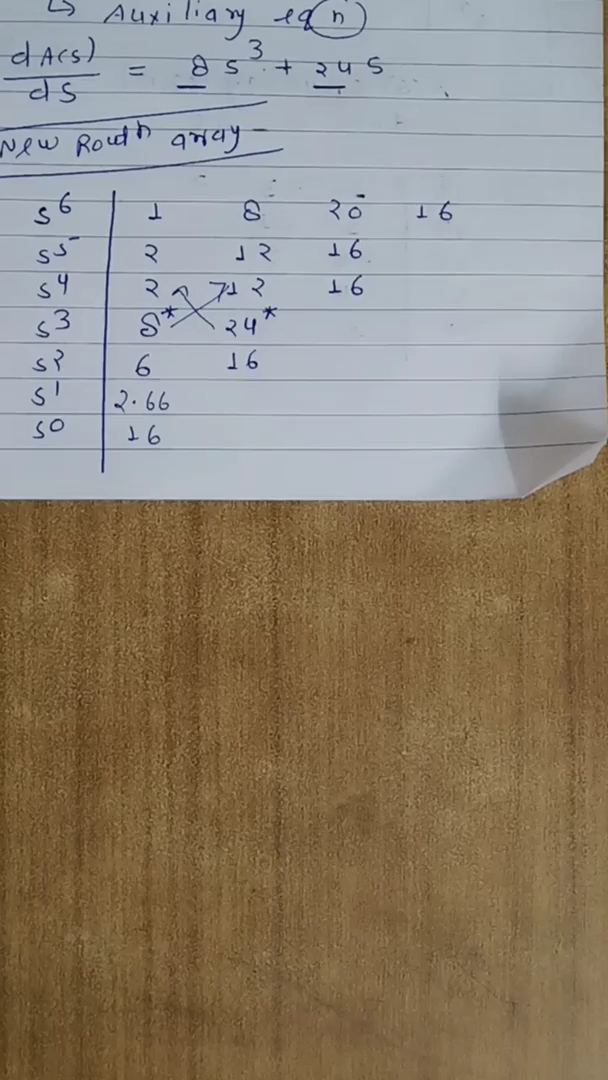 ↳ Auxiliary eq(n)
dA(s)/ds = 8s³ + 24s
New Routh array -
s⁶ 1 8 20 16
s⁵ 2 12 16
s⁴ 2 12 16
s³ 8* 24*
s² 6 16
s¹ 2.66
s⁰ 16